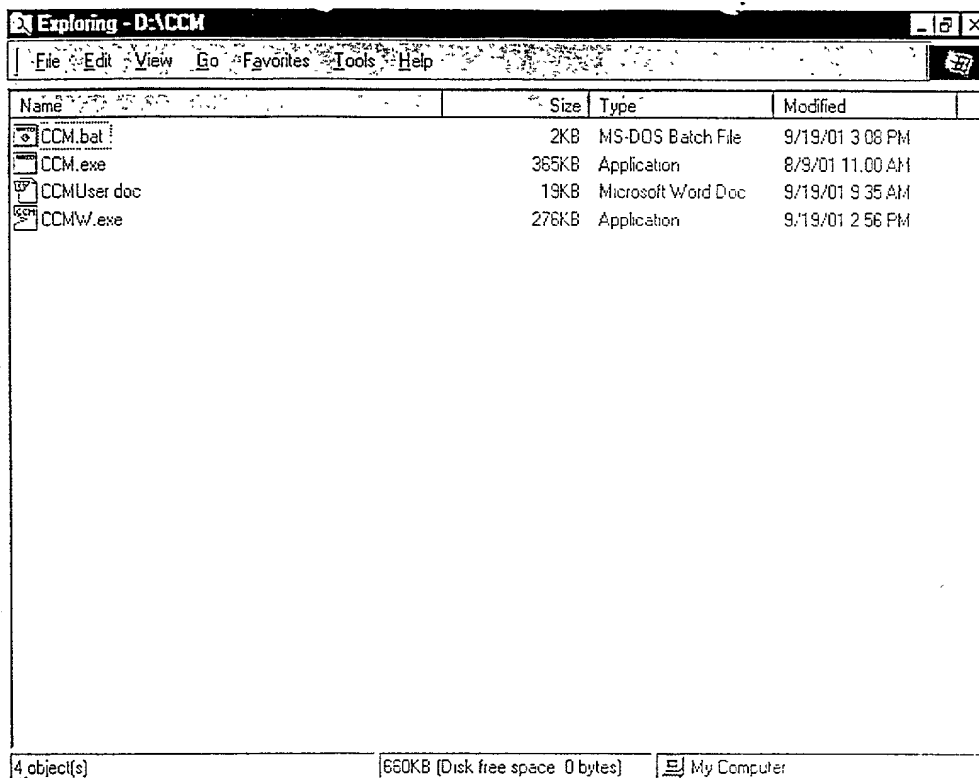 Exploring - D:\CCM
File Edit View Go Favorites Tools Help
Name Size Type Modified
CCM.bat 2KB MS-DOS Batch File 9/19/01 3 08 PM
CCM.exe 365KB Application 8/9/01 11.00 AM
CCMUser doc 19KB Microsoft Word Doc 9/19/01 9 35 AM
CCMW.exe 276KB Application 9/19/01 2 56 PM
4 object(s) 660KB (Disk free space 0 bytes) My Computer